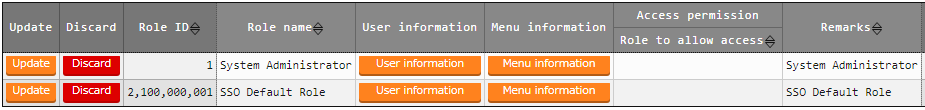 Access permission
Update Discard Role ID Role name User information Menu information Role to allow access Remarks
Update Discard 1 System Administrator User information Menu information System Administrator
Update Discard 2,100,000,001 SSO Default Role User information Menu information SSO Default Role